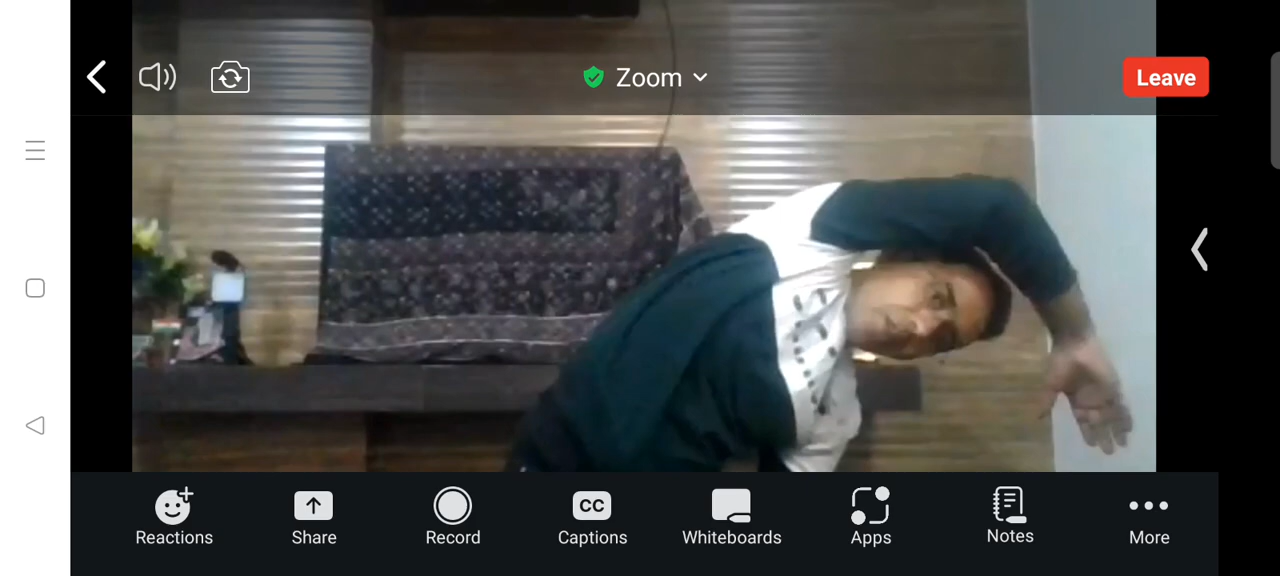 Zoom
Leave
Reactions
Share
Record
CC
Captions
Whiteboards
Apps
Notes
More